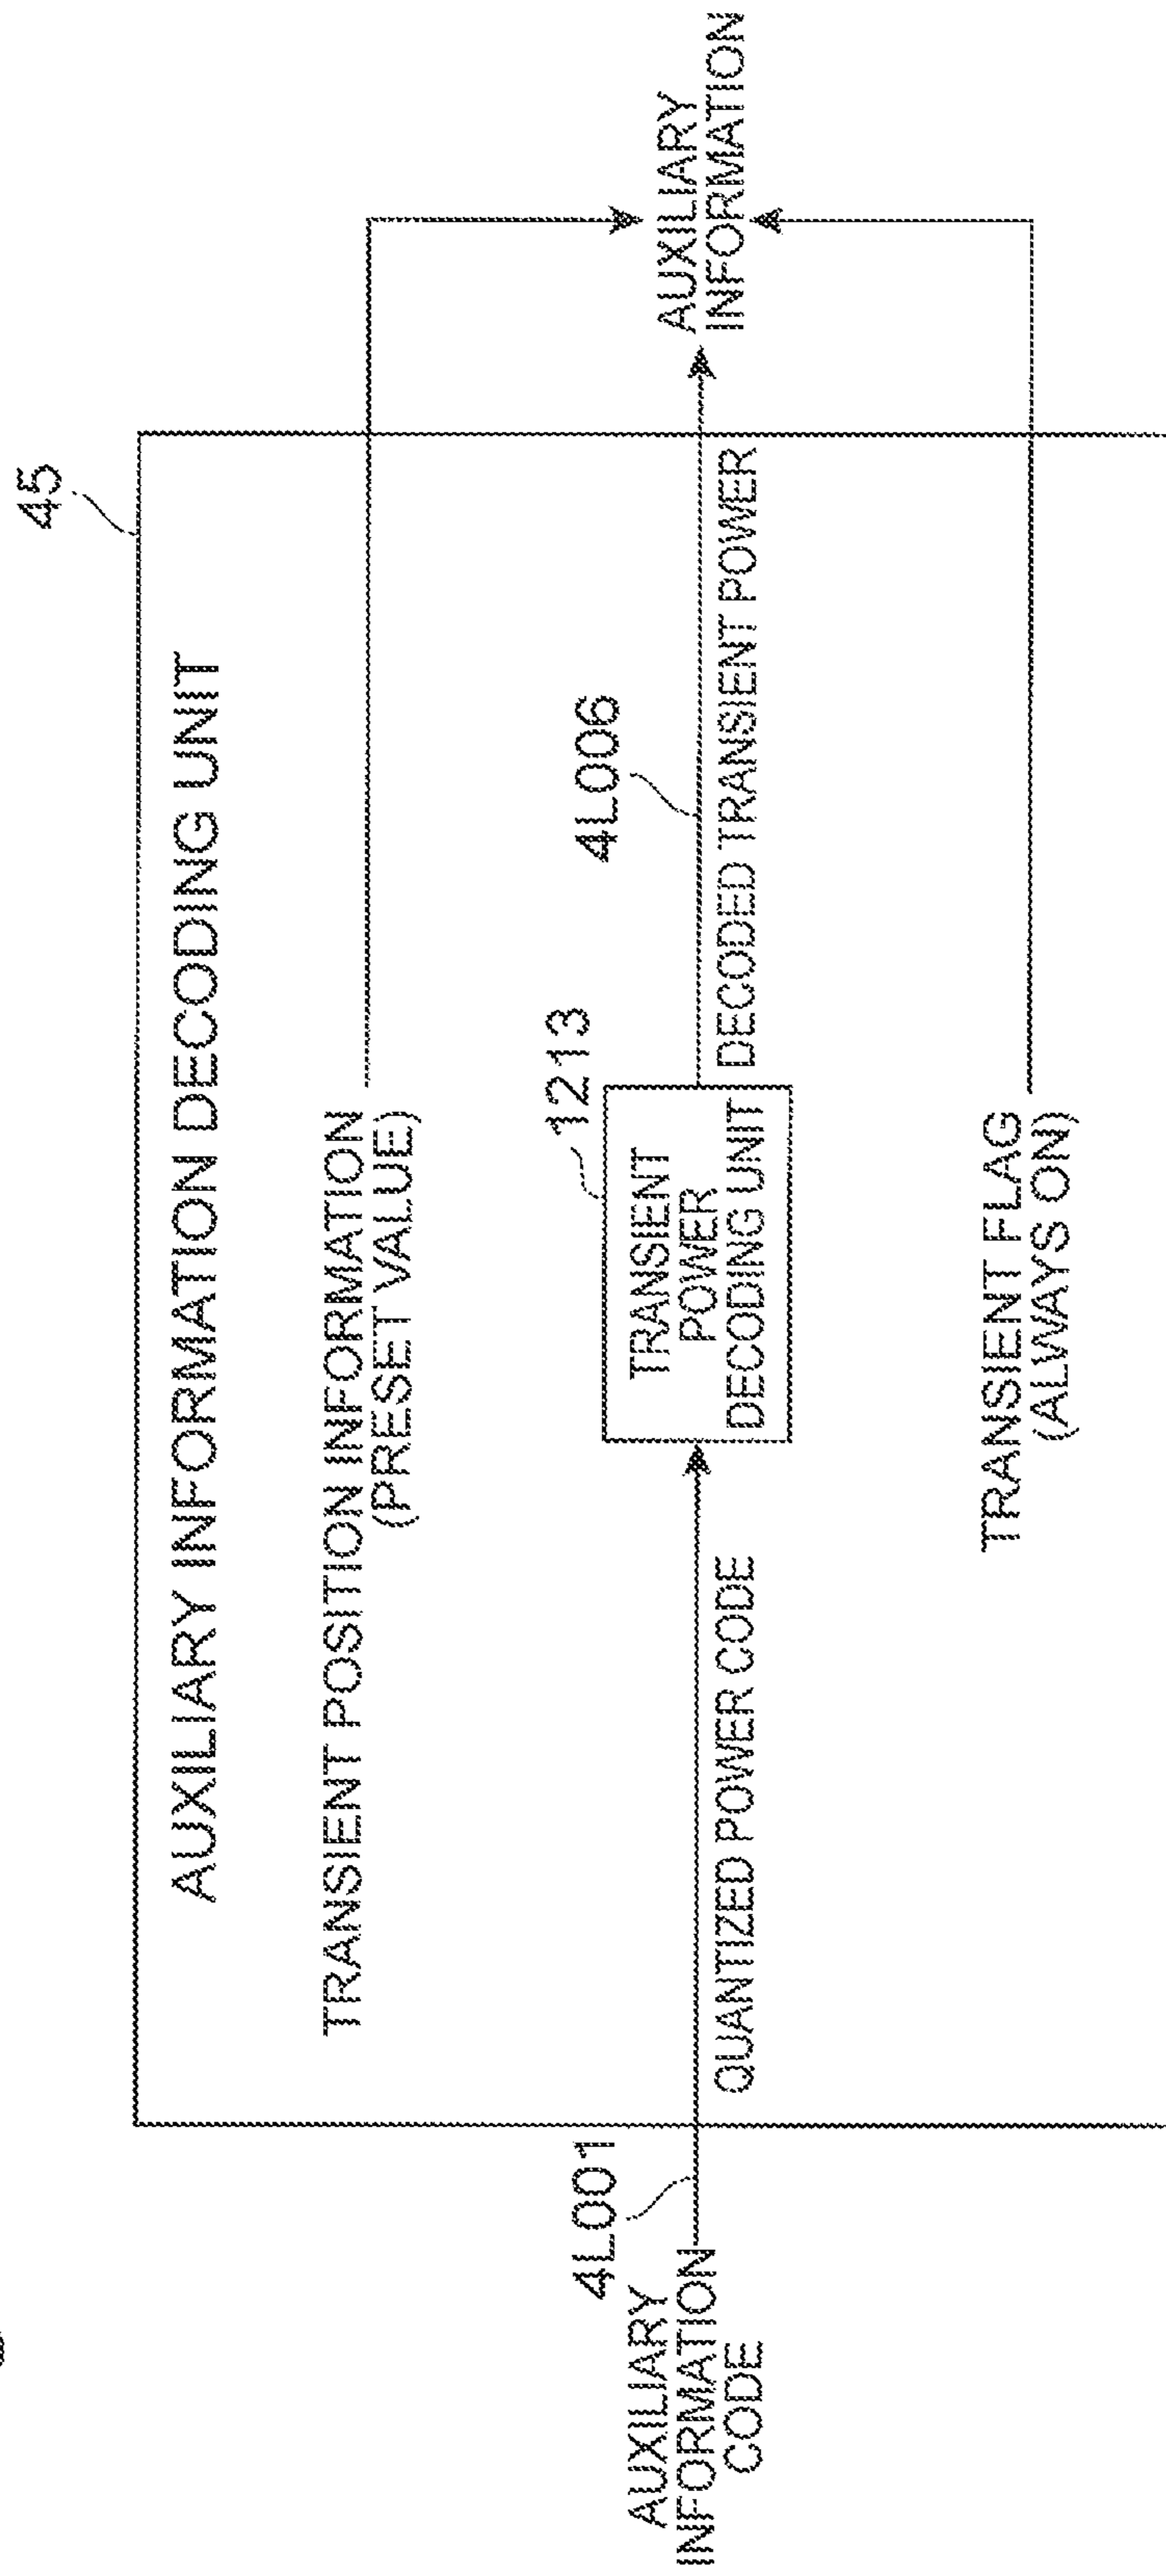 45
AUXILIARY INFORMATION DECODING UNIT
TRANSIENT POSITION INFORMATION
(PRESET VALUE)
4L001
AUXILIARY
INFORMATION
CODE
QUANTIZED POWER CODE
1213
TRANSIENT
POWER
DECODING UNIT
4L006
DECODED TRANSIENT POWER
AUXILIARY
INFORMATION
TRANSIENT FLAG
(ALWAYS ON)